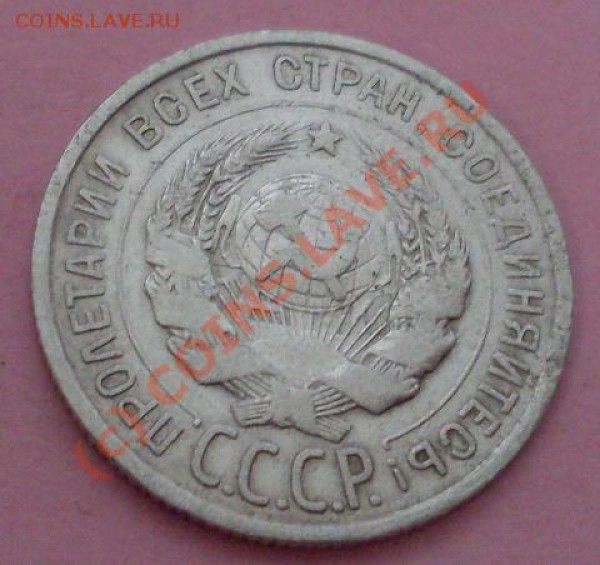 COINS.LAVE.RU
ПРОЛЕТАРИИ ВСЕХ СТРАН, СОЕДИНЯЙТЕСЬ!
С.С.С.Р.
(c) COINS.LAVE.RU